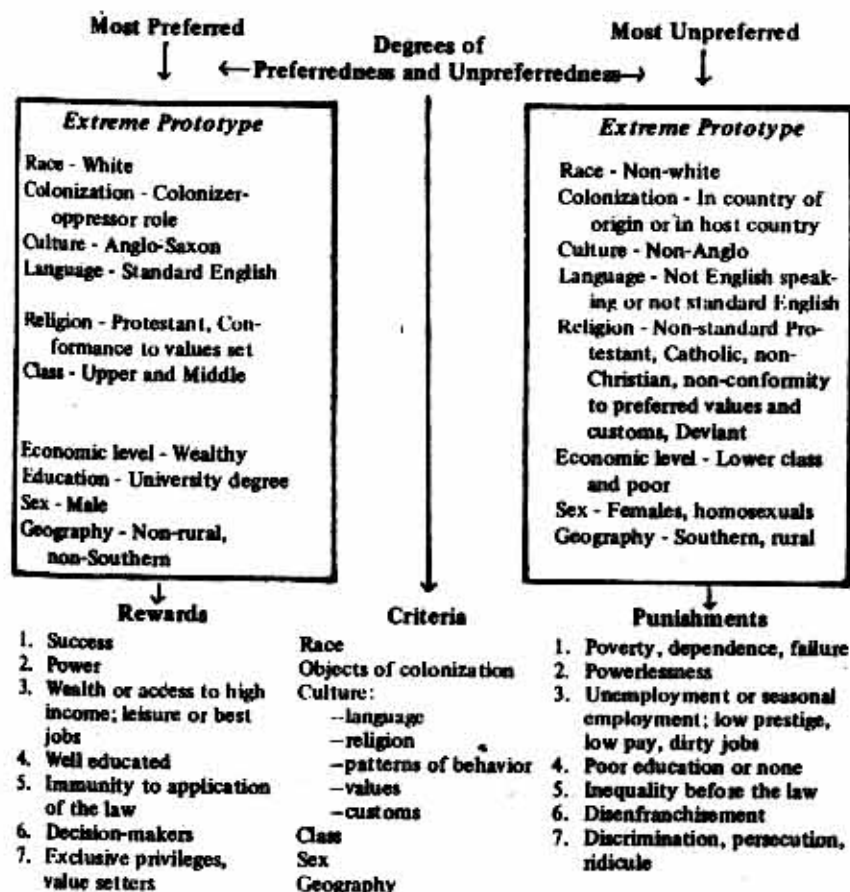 Most Preferred
Degrees of
Most Unpreferred
←Preferredness and Unpreferredness→
Extreme Prototype
Race - White
Colonization - Colonizer-
oppressor role
Culture - Anglo-Saxon
Language - Standard English
Religion - Protestant, Con-
formance to values set
Class - Upper and Middle
Economic level - Wealthy
Education - University degree
Sex - Male
Geography - Non-rural,
non-Southern
Extreme Prototype
Race - Non-white
Colonization - In country of
origin or in host country
Culture - Non-Anglo
Language - Not English speak-
ing or not standard English
Religion - Non-standard Pro-
testant, Catholic, non-
Christian, non-conformity
to preferred values and
customs, Deviant
Economic level - Lower class
and poor
Sex - Females, homosexuals
Geography - Southern, rural
Rewards
1. Success
2. Power
3. Wealth or access to high
income; leisure or best
jobs
4. Well educated
5. Immunity to application
of the law
6. Decision-makers
7. Exclusive privileges,
value setters
Criteria
Race
Objects of colonization
Culture:
—language
—religion
—patterns of behavior
—values
—customs
Class
Sex
Geography
Punishments
1. Poverty, dependence, failure
2. Powerlessness
3. Unemployment or seasonal
employment; low prestige,
low pay, dirty jobs
4. Poor education or none
5. Inequality before the law
6. Disenfranchisement
7. Discrimination, persecution,
ridicule